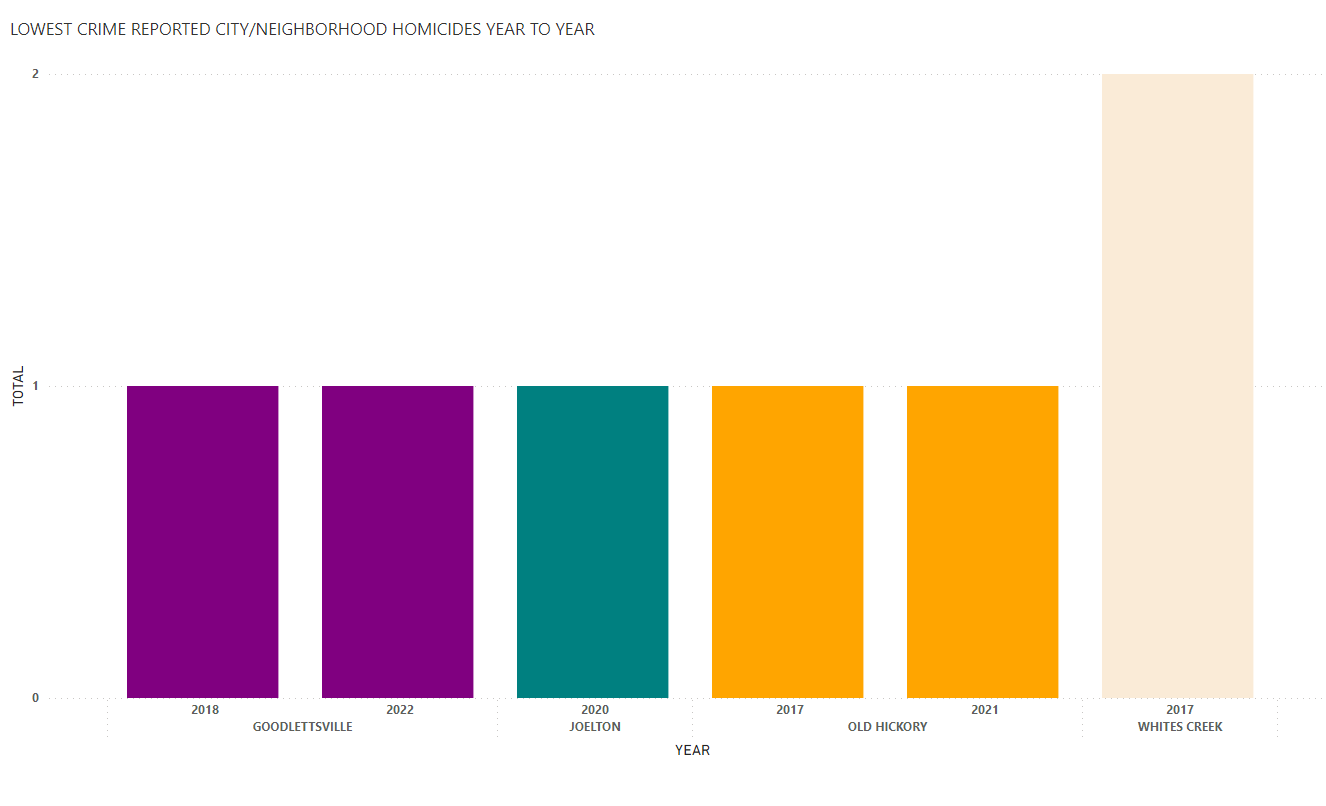 LOWEST CRIME REPORTED CITY/NEIGHBORHOOD HOMICIDES YEAR TO YEAR
2
TOTAL
1
0
2018 2022 2020 2017 2021 2017
GOODLETTSVILLE JOELTON OLD HICKORY WHITES CREEK
YEAR